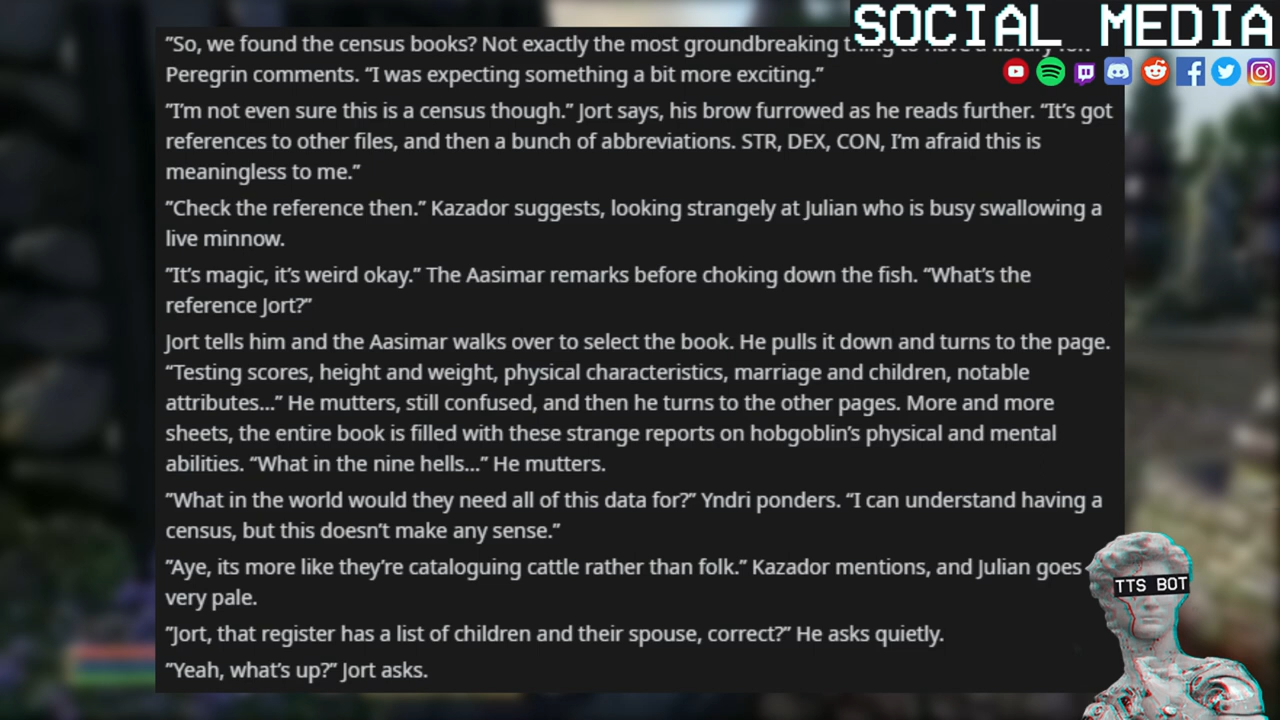 SOCIAL MEDIA
"So, we found the census books? Not exactly the most groundbreaking
Peregrin comments. “I was expecting something a bit more exciting.”
"I’m not even sure this is a census though.” Jort says, his brow furrowed as he reads further. “It’s got
references to other files, and then a bunch of abbreviations. STR, DEX, CON, I’m afraid this is
meaningless to me.”
"Check the reference then.” Kazador suggests, looking strangely at Julian who is busy swallowing a
live minnow.
"It’s magic, it’s weird okay.” The Aasimar remarks before choking down the fish. “What’s the
reference Jort?”
Jort tells him and the Aasimar walks over to select the book. He pulls it down and turns to the page.
“Testing scores, height and weight, physical characteristics, marriage and children, notable
attributes...” He mutters, still confused, and then he turns to the other pages. More and more
sheets, the entire book is filled with these strange reports on hobgoblin’s physical and mental
abilities. “What in the nine hells...” He mutters.
"What in the world would they need all of this data for?” Yndri ponders. “I can understand having a
census, but this doesn’t make any sense.”
"Aye, its more like they’re cataloguing cattle rather than folk.” Kazador mentions, and Julian goes
very pale.
"Jort, that register has a list of children and their spouse, correct?” He asks quietly.
"Yeah, what’s up?” Jort asks.
TTS BOT